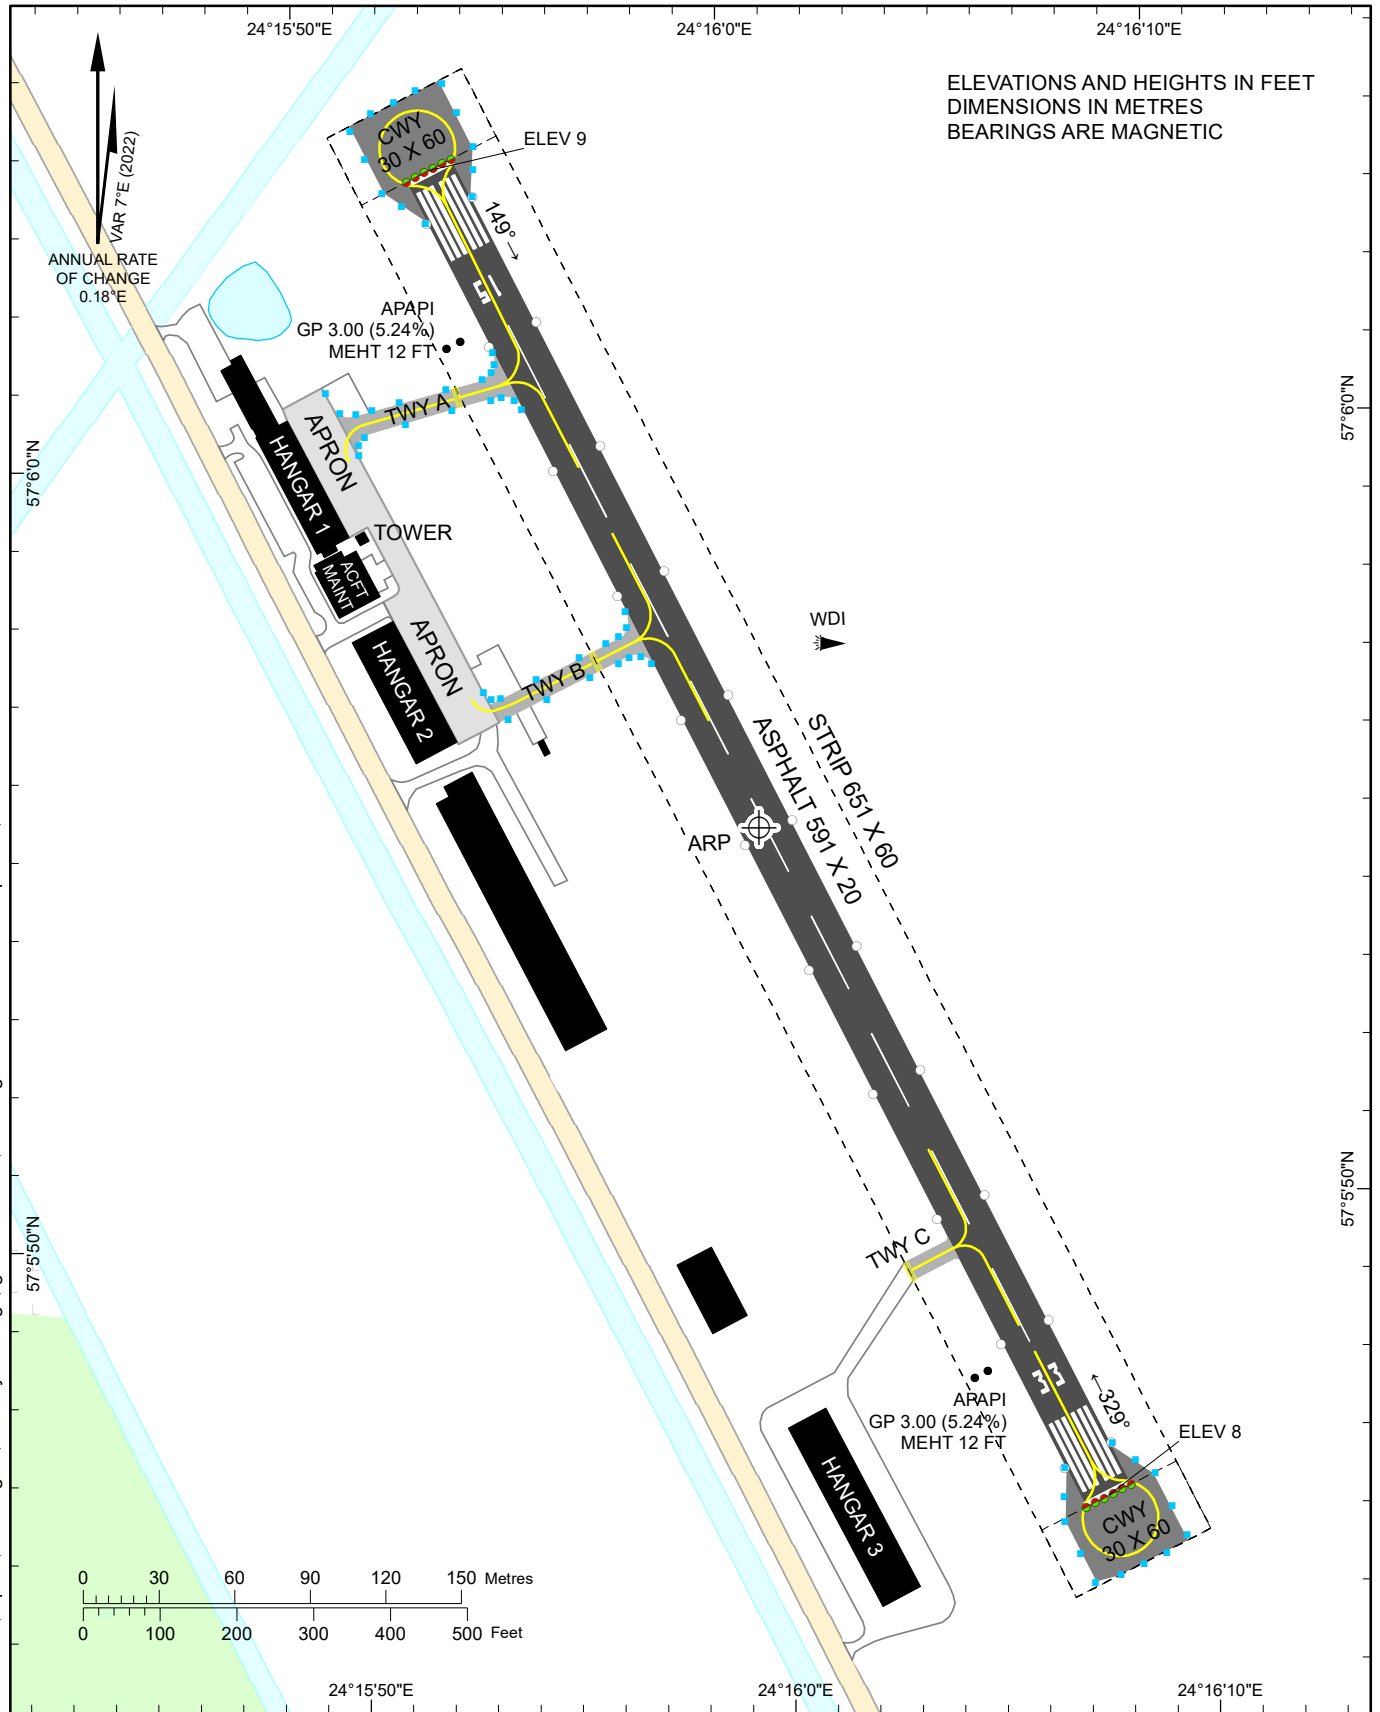 24°15'50"E
24°16'0"E
24°16'10"E
ELEVATIONS AND HEIGHTS IN FEET
DIMENSIONS IN METRES
BEARINGS ARE MAGNETIC
VAR 7°E (2022)
ANNUAL RATE
OF CHANGE
0.18°E
CWY
30 X 60
ELEV 9
149°
15
APAPI
GP 3.00 (5.24%)
MEHT 12 FT
TWY A
APRON
HANGAR 1
TOWER
ACFT
MAINT
57°6'0"N
57°6'0"N
WDI
APRON
HANGAR 2
TWY B
STRIP 651 X 60
ASPHALT 591 X 20
ARP
57°5'50"N
57°5'50"N
TWY C
33
APAPI
GP 3.00 (5.24%)
MEHT 12 FT
329°
ELEV 8
HANGAR 3
CWY
30 X 60
0 30 60 90 120 150 Metres
0 100 200 300 400 500 Feet
24°15'50"E
24°16'0"E
24°16'10"E